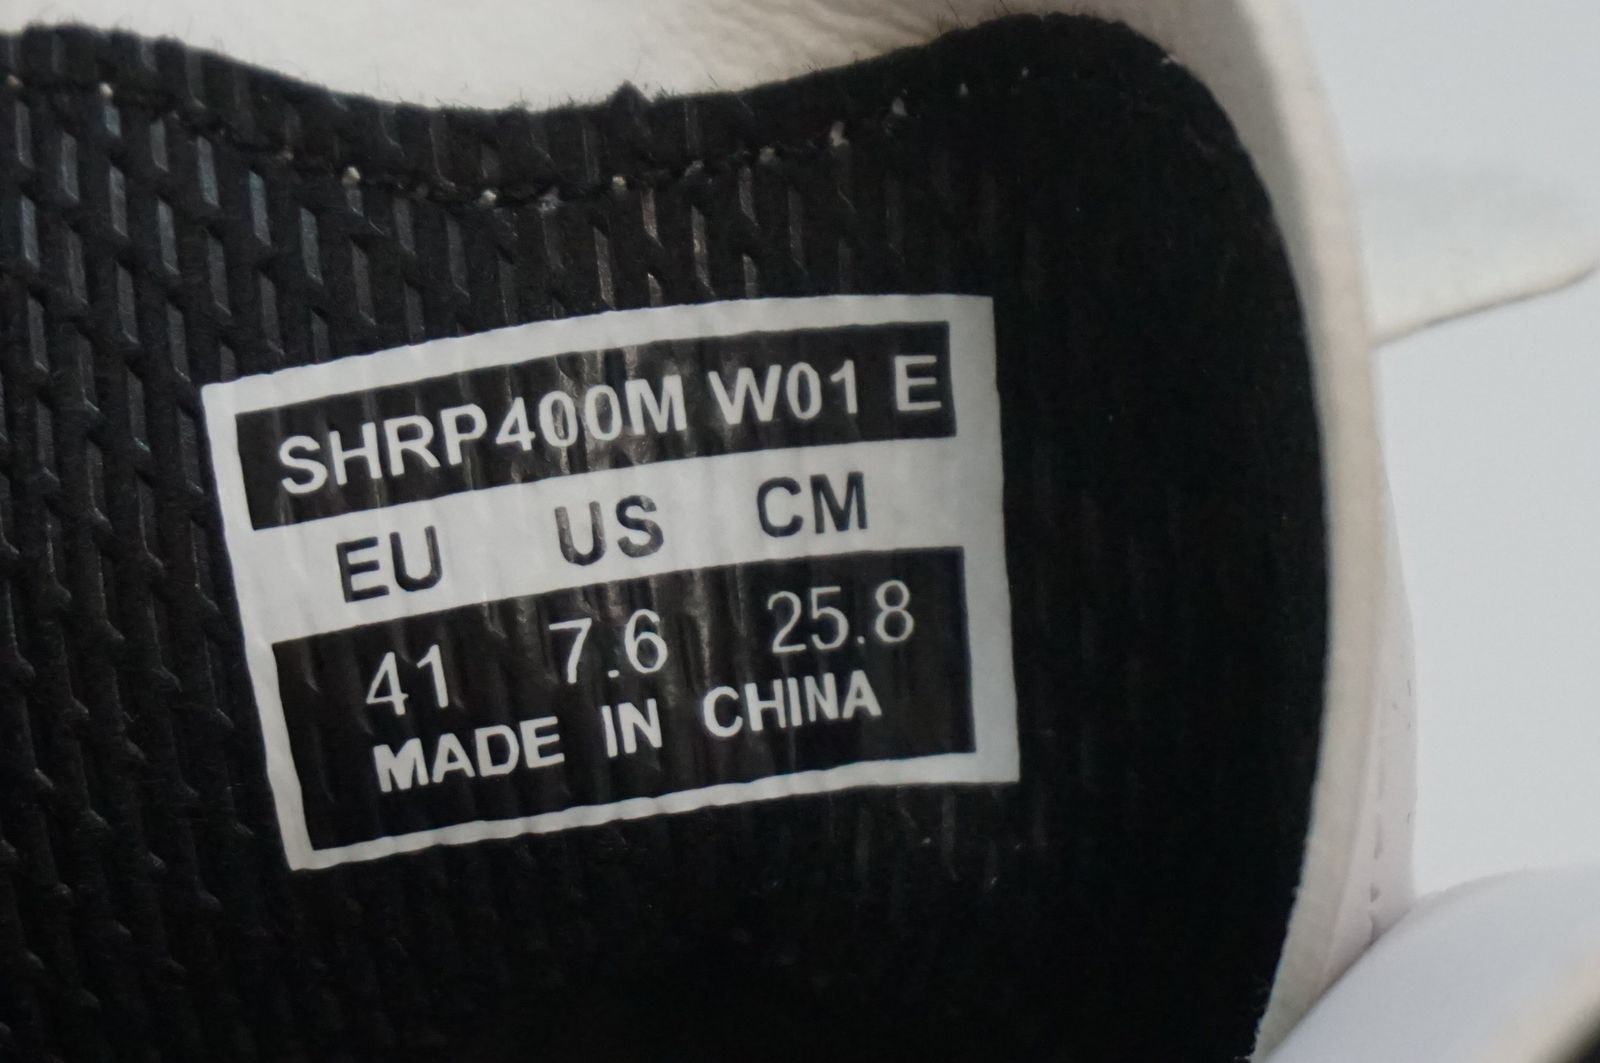 SHRP400M W01 E
EU US CM
41 7.6 25.8
MADE IN CHINA